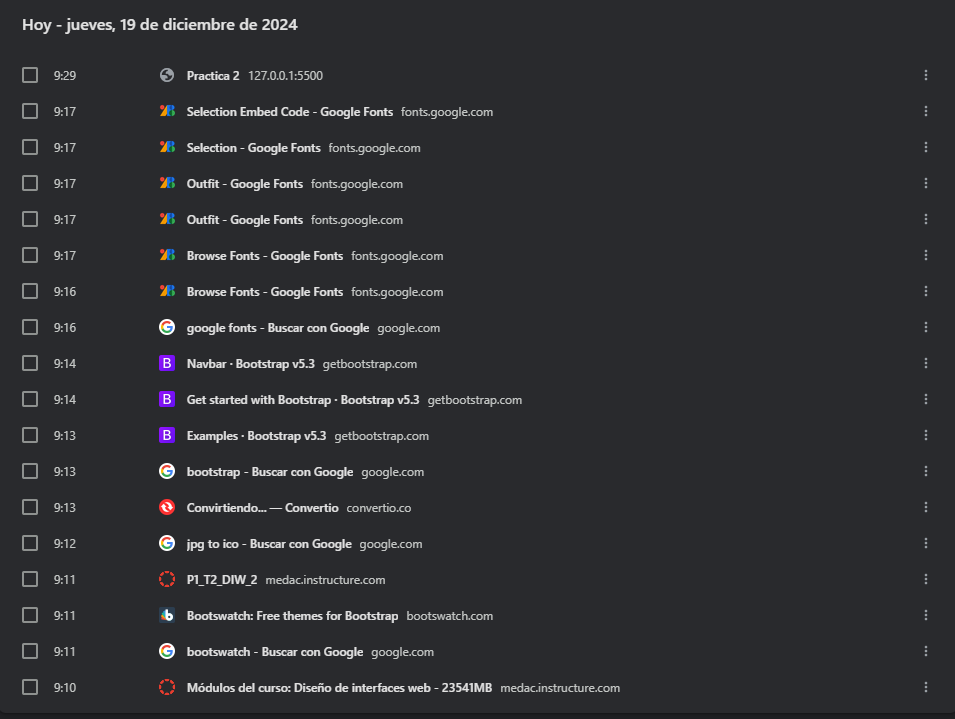 Hoy - jueves, 19 de diciembre de 2024
9:29 Practica 2 127.0.0.1:5500
9:17 Selection Embed Code - Google Fonts fonts.google.com
9:17 Selection - Google Fonts fonts.google.com
9:17 Outfit - Google Fonts fonts.google.com
9:17 Outfit - Google Fonts fonts.google.com
9:17 Browse Fonts - Google Fonts fonts.google.com
9:16 Browse Fonts - Google Fonts fonts.google.com
9:16 google fonts - Buscar con Google google.com
9:14 B Navbar · Bootstrap v5.3 getbootstrap.com
9:14 B Get started with Bootstrap · Bootstrap v5.3 getbootstrap.com
9:13 B Examples · Bootstrap v5.3 getbootstrap.com
9:13 bootstrap - Buscar con Google google.com
9:13 Convirtiendo... — Convertio convertio.co
9:12 jpg to ico - Buscar con Google google.com
9:11 P1_T2_DIW_2 medac.instructure.com
9:11 b Bootswatch: Free themes for Bootstrap bootswatch.com
9:11 bootswatch - Buscar con Google google.com
9:10 Módulos del curso: Diseño de interfaces web - 23541MB medac.instructure.com